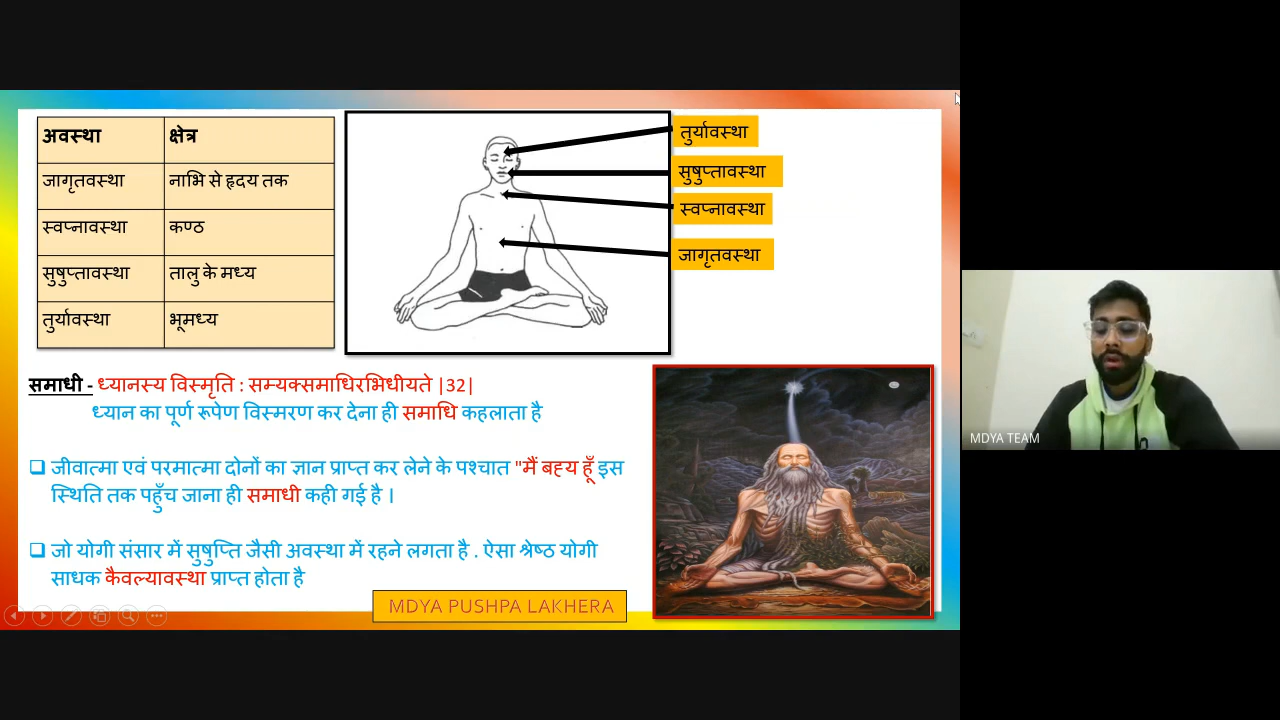 अवस्था क्षेत्र
जागृतवस्था नाभि से हृदय तक
स्वप्नावस्था कण्ठ
सुषुप्तावस्था तालु के मध्य
तुर्यावस्था भूमध्य
तुर्यावस्था
सुषुप्तावस्था
स्वप्नावस्था
जागृतवस्था
समाधी - ध्यानस्य विस्मृति : सम्यक्समाधिरभिधीयते |32|
ध्यान का पूर्ण रूपेण विस्मरण कर देना ही समाधि कहलाता है
जीवात्मा एवं परमात्मा दोनों का ज्ञान प्राप्त कर लेने के पश्चात "मैं बह्य हूँ इस
स्थिति तक पहुँच जाना ही समाधी कही गई है ।
जो योगी संसार में सुषुप्ति जैसी अवस्था में रहने लगता है . ऐसा श्रेष्ठ योगी
साधक कैवल्यावस्था प्राप्त होता है
MDYA PUSHPA LAKHERA
MDYA TEAM